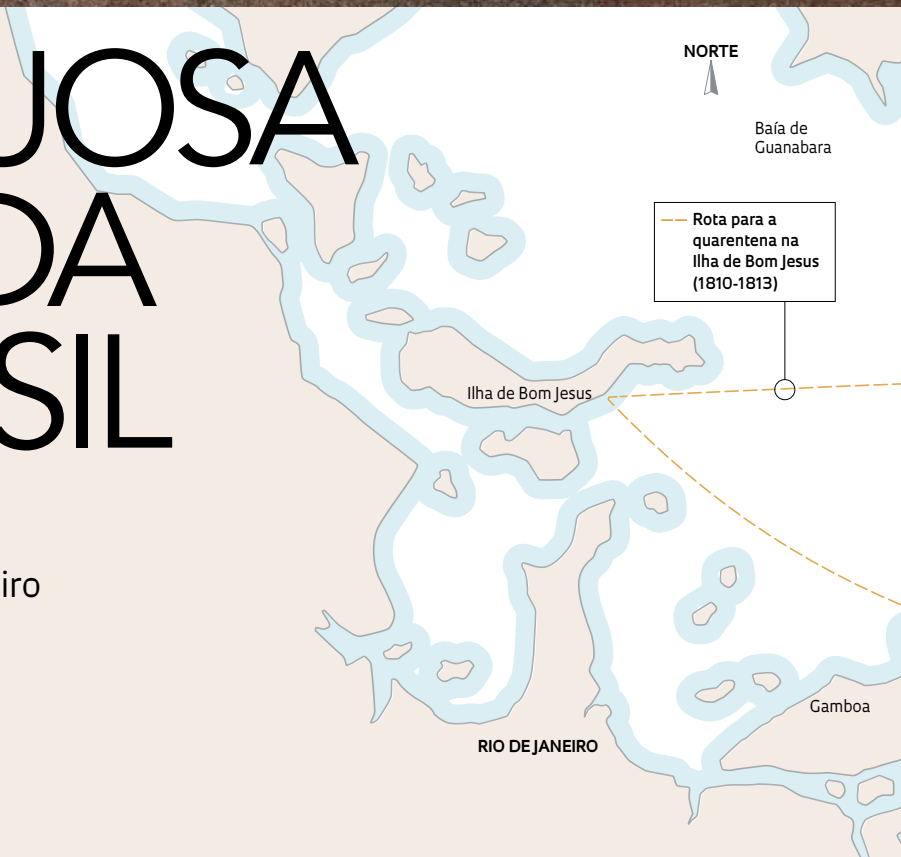 UOSA
DA
SIL
iro
NORTE
Baía de
Guanabara
Rota para a
quarentena na
Ilha de Bom Jesus
(1810-1813)
Ilha de Bom Jesus
Gamboa
RIO DE JANEIRO